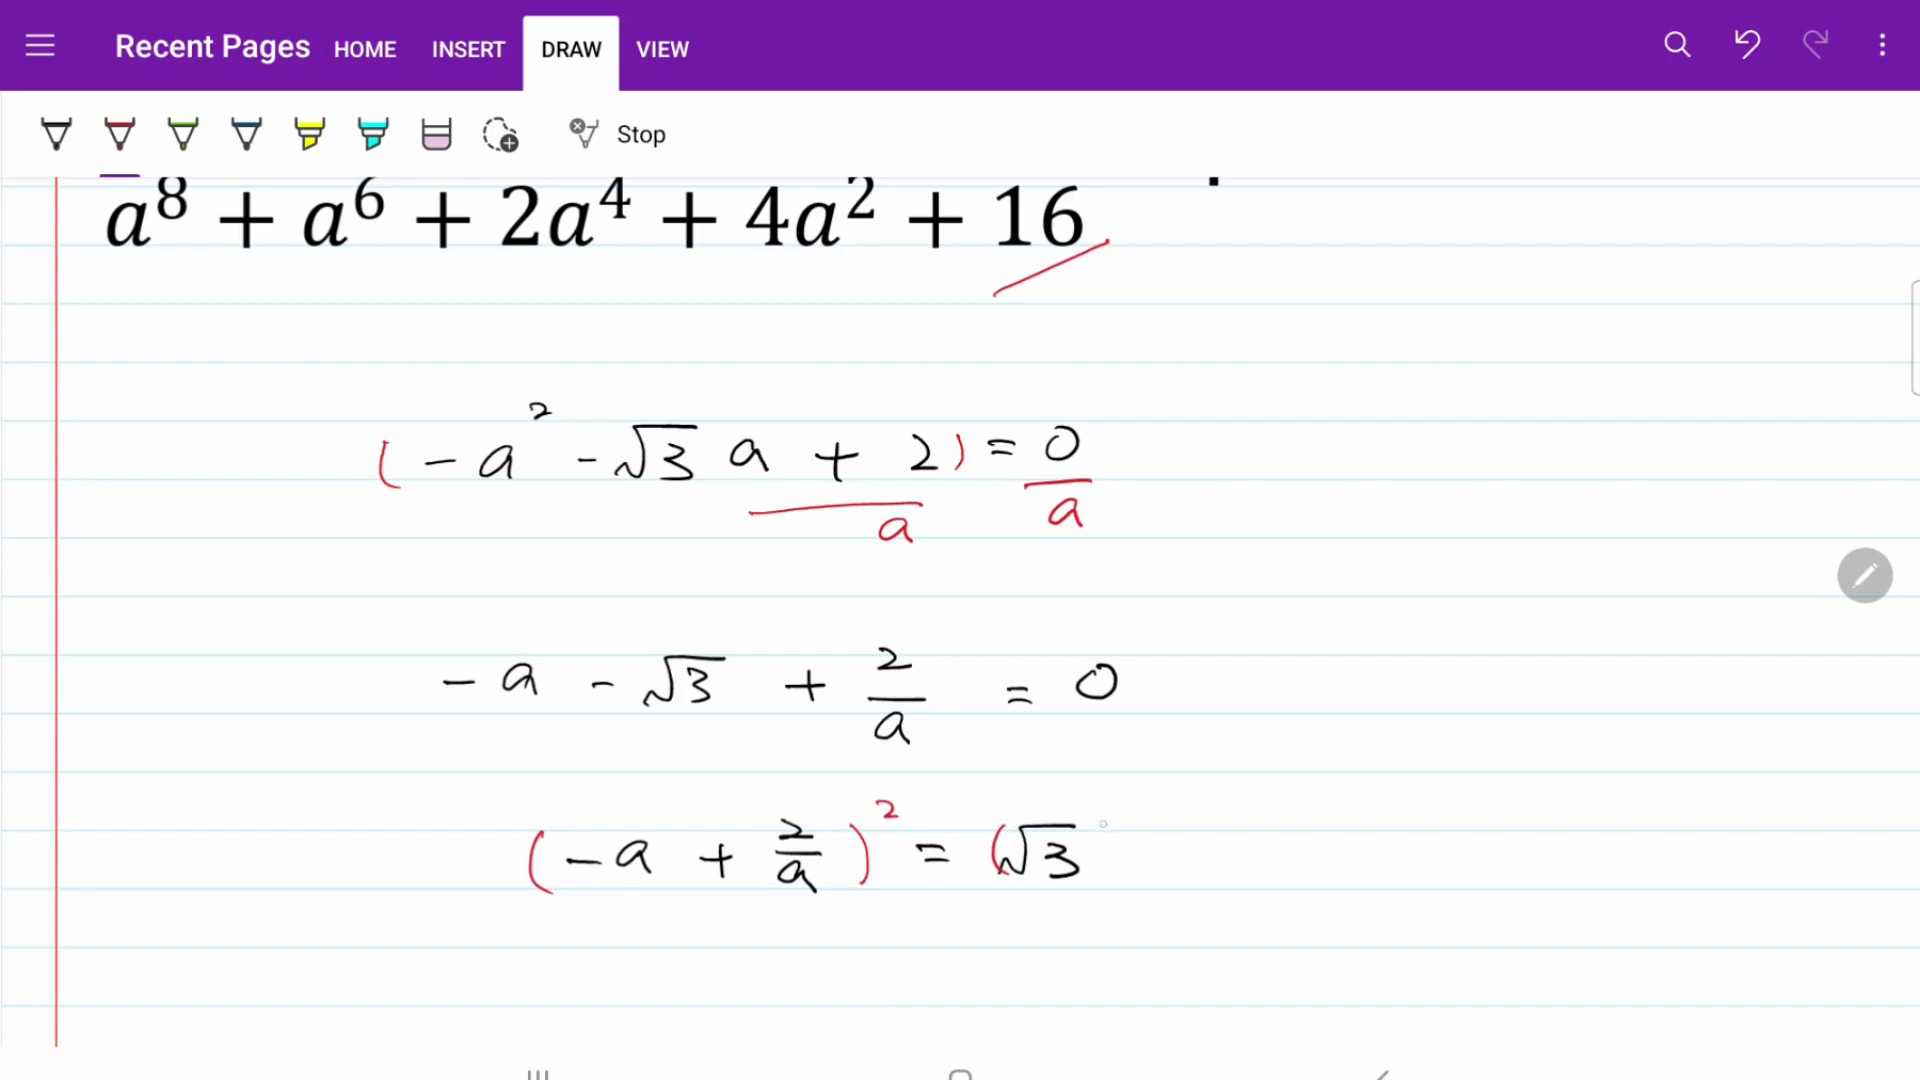 Recent Pages HOME INSERT DRAW VIEW
Stop
a⁸ + a⁶ + 2a⁴ + 4a² + 16
(-a² - √3 a + 2) = 0
a a
-a - √3 + 2/a = 0
(-a + 2/a)² = (√3